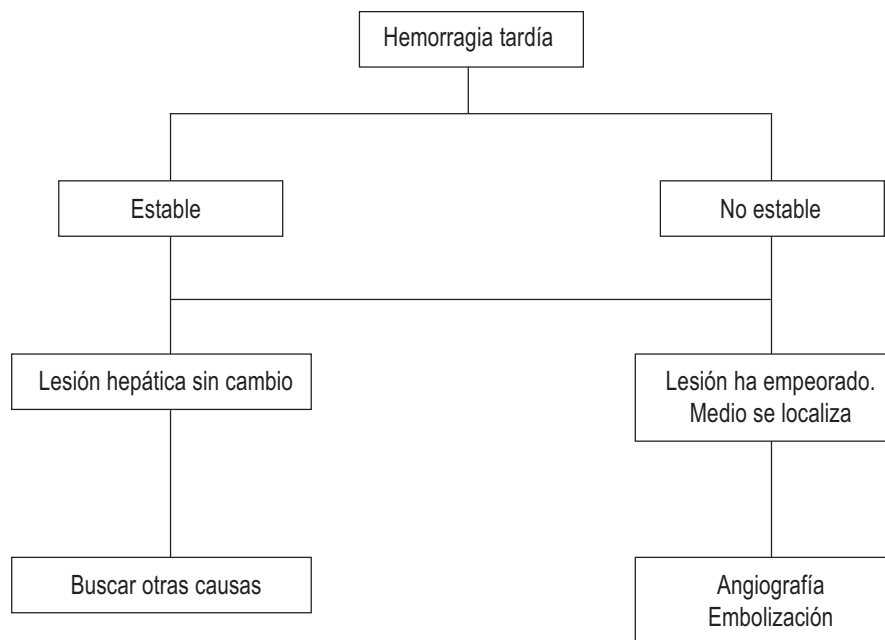 Hemorragia tardía
Estable
No estable
Lesión hepática sin cambio
Lesión ha empeorado.
Medio se localiza
Buscar otras causas
Angiografía
Embolización